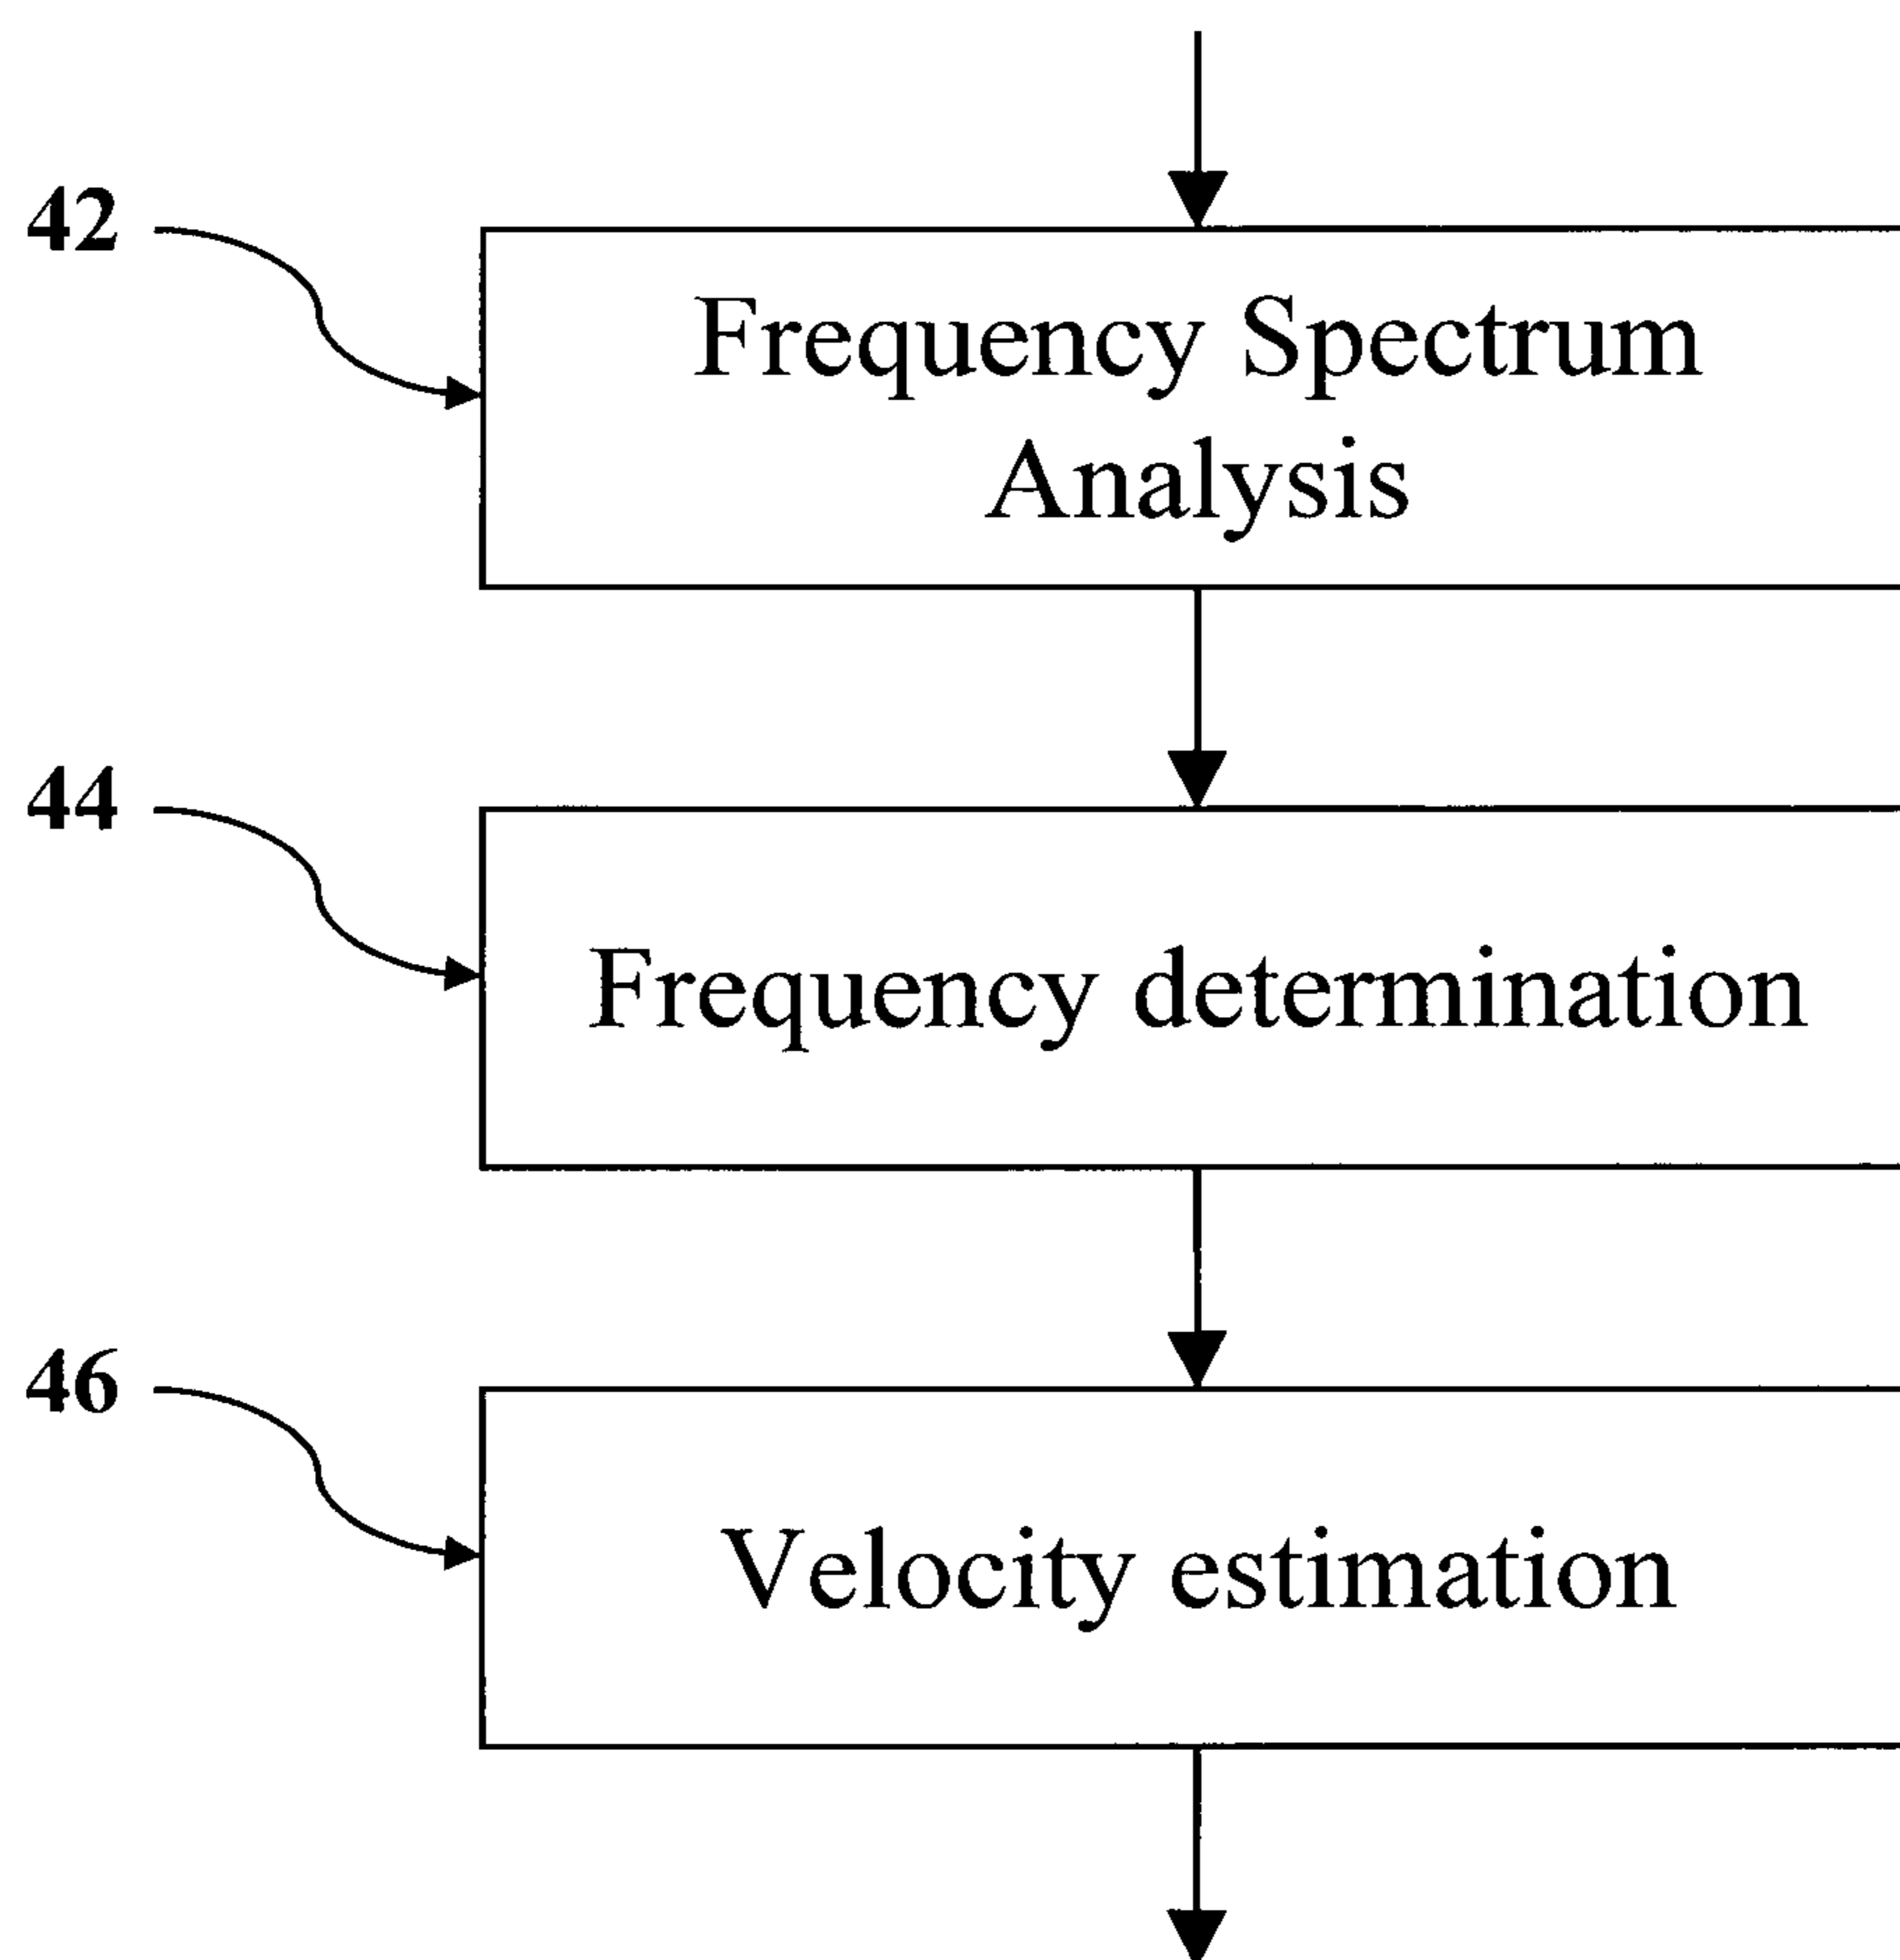 42
Frequency Spectrum
Analysis
44
Frequency determination
46
Velocity estimation